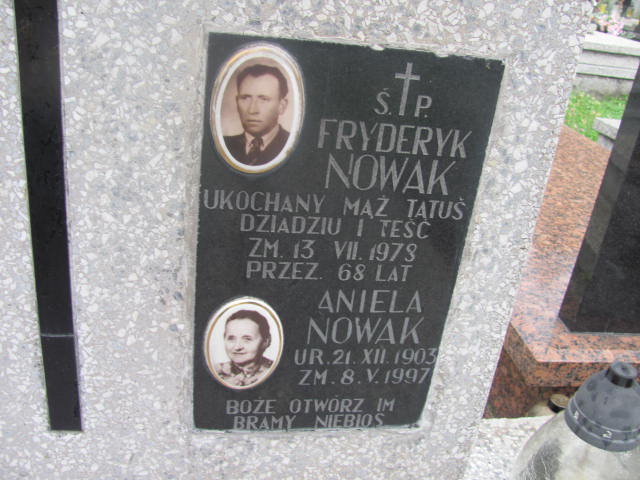 Ś. P.
FRYDERYK
NOWAK
UKOCHANY MĄŻ TATUŚ
DZIADZIU I TEŚĆ
ZM. 13 VII. 1978
PRZEŻ. 68 LAT
ANIELA
NOWAK
UR. 21. XII. 1903
ZM. 8. V. 1997
BOŻE OTWÓRZ IM
BRAMY NIEBIOS